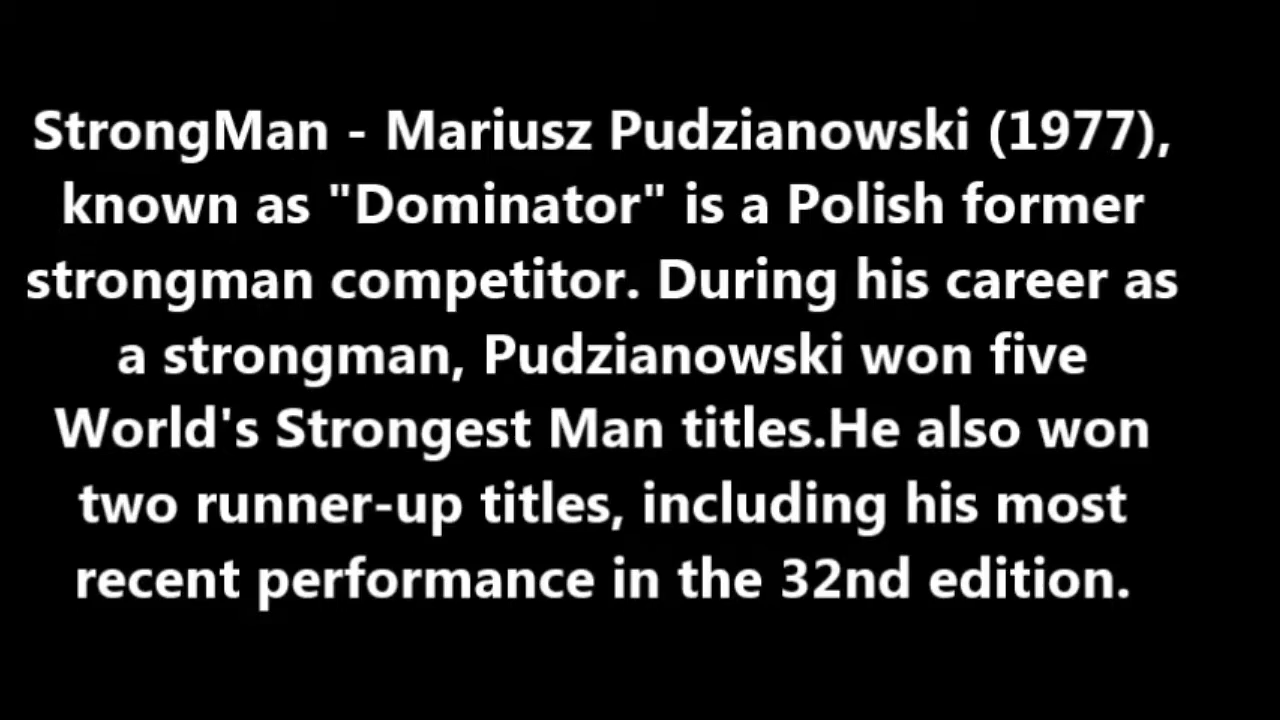 StrongMan - Mariusz Pudzianowski (1977),
known as "Dominator" is a Polish former
strongman competitor. During his career as
a strongman, Pudzianowski won five
World's Strongest Man titles.He also won
two runner-up titles, including his most
recent performance in the 32nd edition.